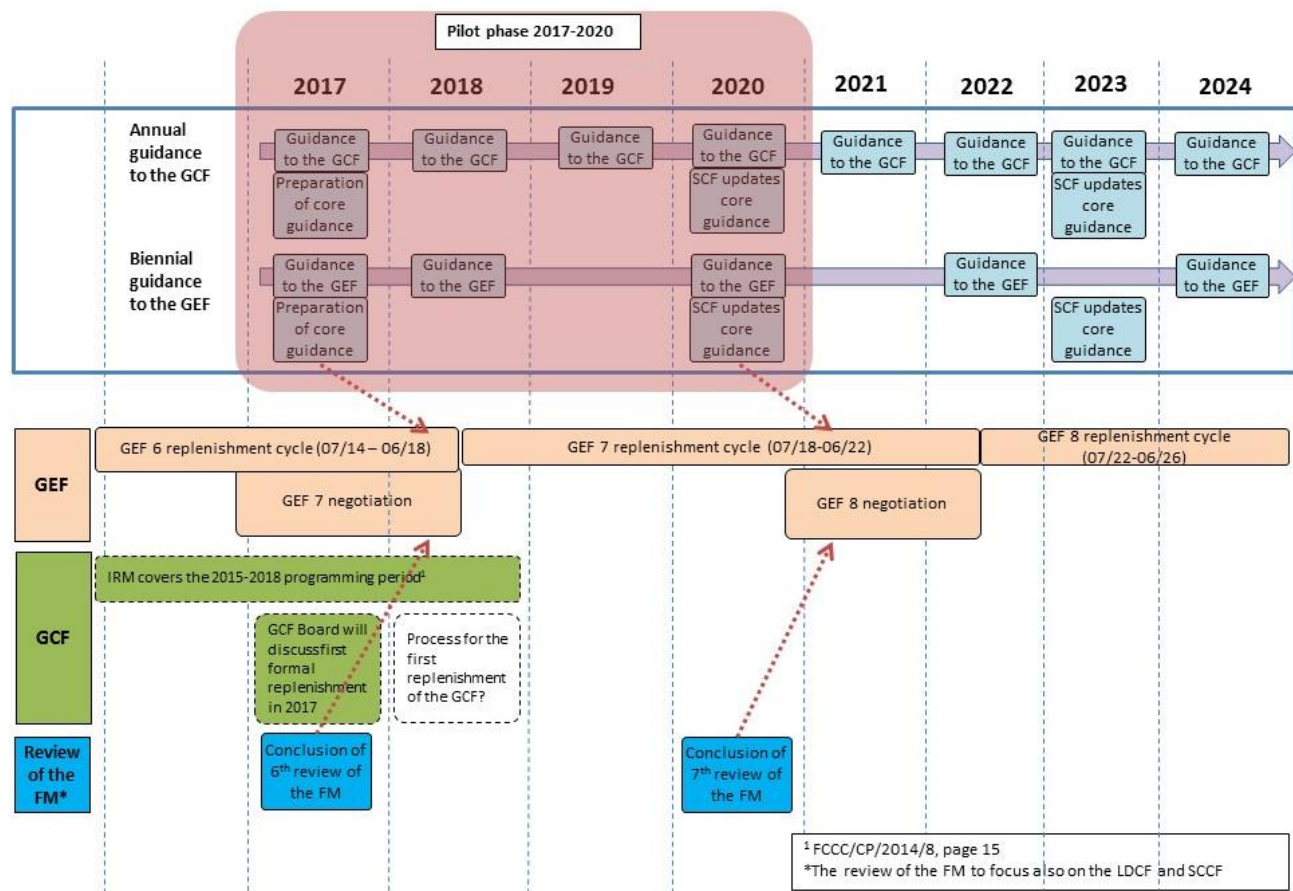 Pilot phase 2017-2020
2017
2018
2019
2020
2021
2022
2023
2024
Annual
guidance
to the GCF
Guidance
to the GCF
Guidance
to the GCF
Guidance
to the GCF
Guidance
to the GCF
Guidance
to the GCF
Guidance
to the GCF
Guidance
to the GCF
Guidance
to the GCF
Preparation
of core
guidance
SCF updates
core
guidance
SCF updates
core
guidance
Biennial
guidance
to the GEF
Guidance
to the GEF
Guidance
to the GEF
Guidance
to the GEF
Guidance
to the GEF
Guidance
to the GEF
Preparation
of core
guidance
SCF updates
core
guidance
SCF updates
core
guidance
GEF
GEF 6 replenishment cycle (07/14 – 06/18)
GEF 7 replenishment cycle (07/18-06/22)
GEF 8 replenishment cycle
(07/22-06/26)
GEF 7 negotiation
GEF 8 negotiation
GCF
IRM covers the 2015-2018 programming period¹
GCF Board will
discussfirst
formal
replenishment
in 2017
Process for the
first
replenishment
of the GCF?
Review
of the
FM*
Conclusion of
6th review of
the FM
Conclusion of
7th review of
the FM
¹ FCCC/CP/2014/8, page 15
*The review of the FM to focus also on the LDCF and SCCF